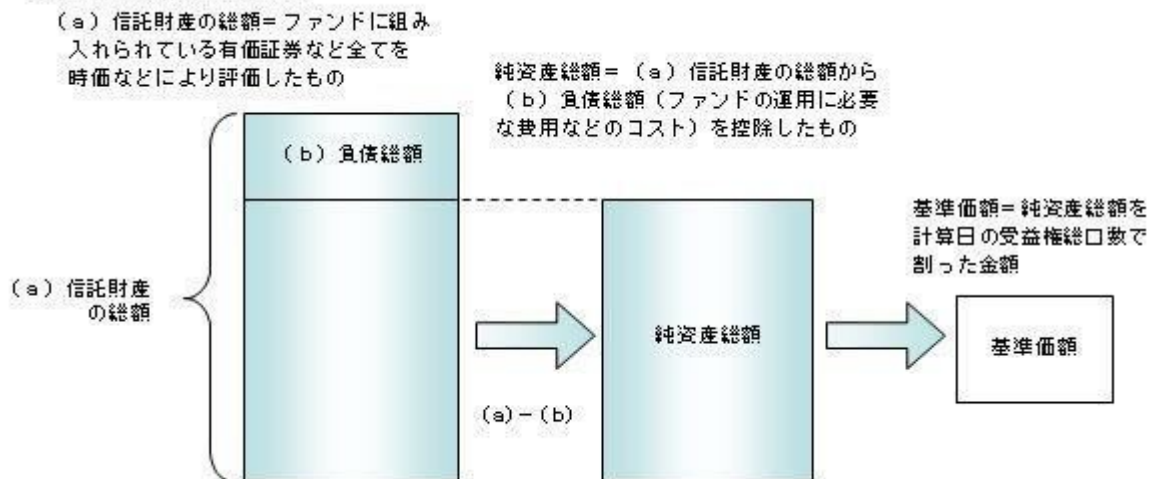 (a)信託財産の総額=ファンドに組み
入れられている有価証券など全てを
時価などにより評価したもの
純資産総額=(a)信託財産の総額から
(b)負債総額(ファンドの運用に必要
な費用などのコスト)を控除したもの
(b)負債総額
基準価額=純資産総額を
計算日の受益権総口数で
割った金額
(a)信託財産
の総額
純資産総額
基準価額
(a)-(b)